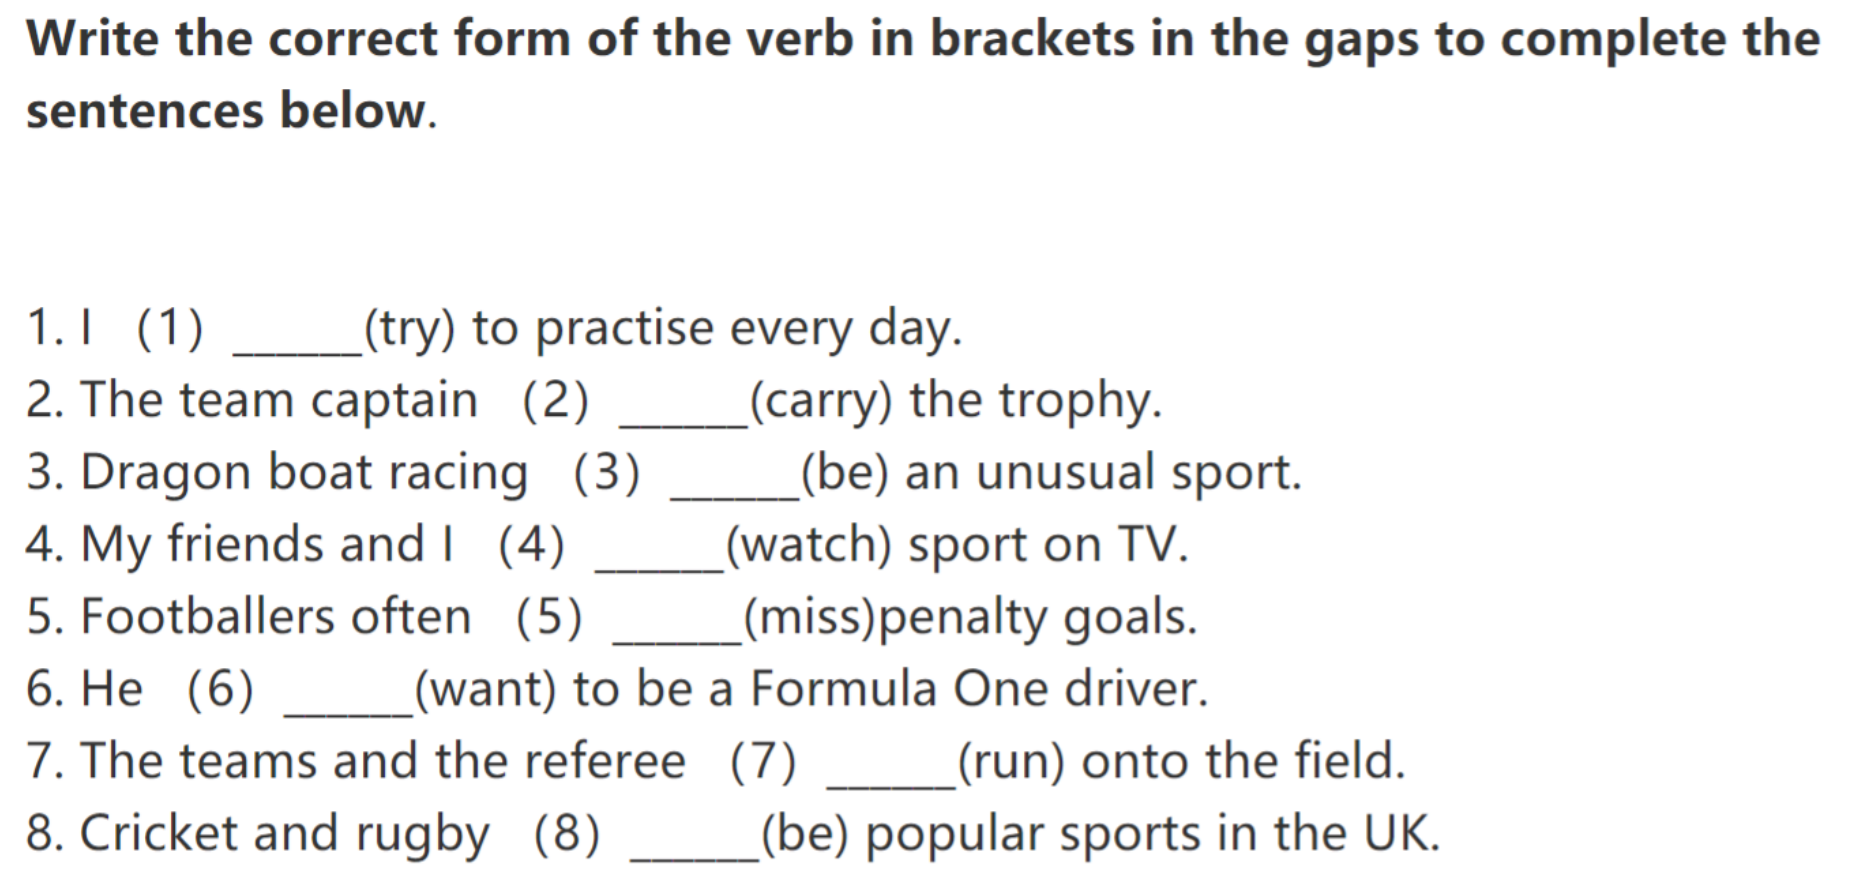 Write the correct form of the verb in brackets in the gaps to complete the
sentences below.
1. I （1）______(try) to practise every day.
2. The team captain （2）______(carry) the trophy.
3. Dragon boat racing （3）______(be) an unusual sport.
4. My friends and I （4）______(watch) sport on TV.
5. Footballers often （5）______(miss)penalty goals.
6. He （6）______(want) to be a Formula One driver.
7. The teams and the referee （7）______(run) onto the field.
8. Cricket and rugby （8）______(be) popular sports in the UK.